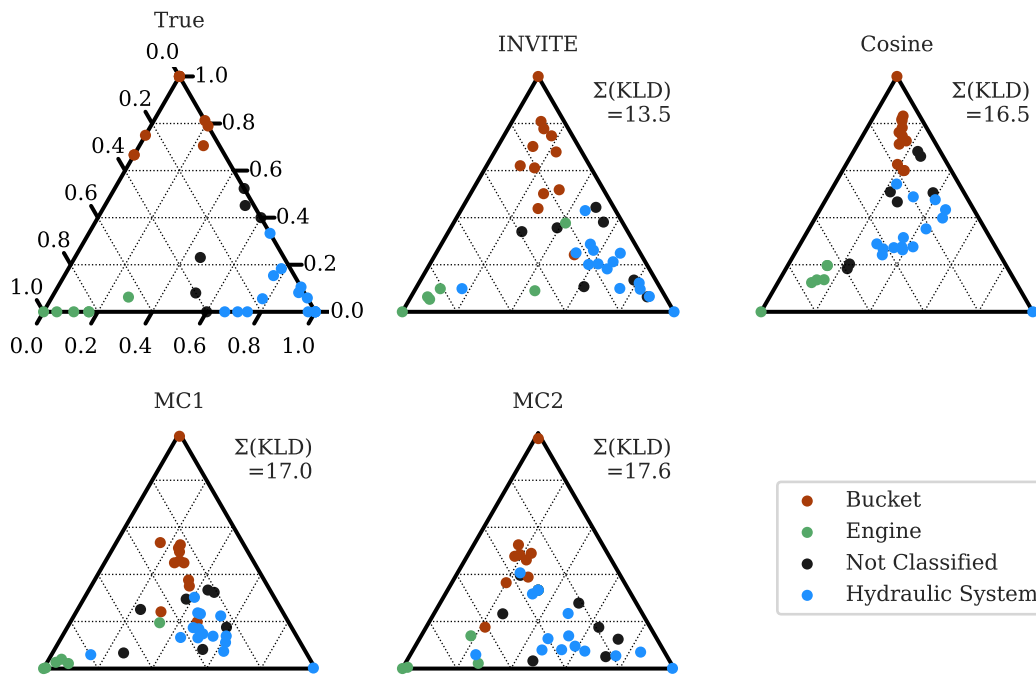 True
INVITE
Cosine
0.0
0.2
0.4
0.6
0.8
1.0
1.0
0.8
0.6
0.4
0.2
0.0
0.0
0.2
0.4
0.6
0.8
1.0
Σ(KLD)
=13.5
Σ(KLD)
=16.5
MC1
MC2
Σ(KLD)
=17.0
Σ(KLD)
=17.6
Bucket
Engine
Not Classified
Hydraulic System